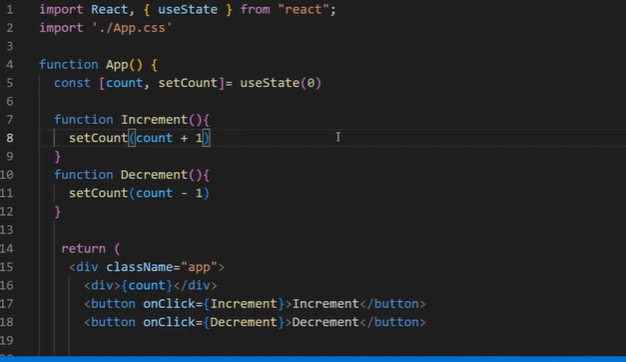 1 import React, { useState } from "react";
2 import './App.css'
3
4 function App() {
5 const [count, setCount]= useState(0)
6
7 function Increment(){
8 setCount(count + 1)
9 }
10 function Decrement(){
11 setCount(count - 1)
12 }
13
14 return (
15 <div className="app">
16 <div>{count}</div>
17 <button onClick={Increment}>Increment</button>
18 <button onClick={Decrement}>Decrement</button>
19